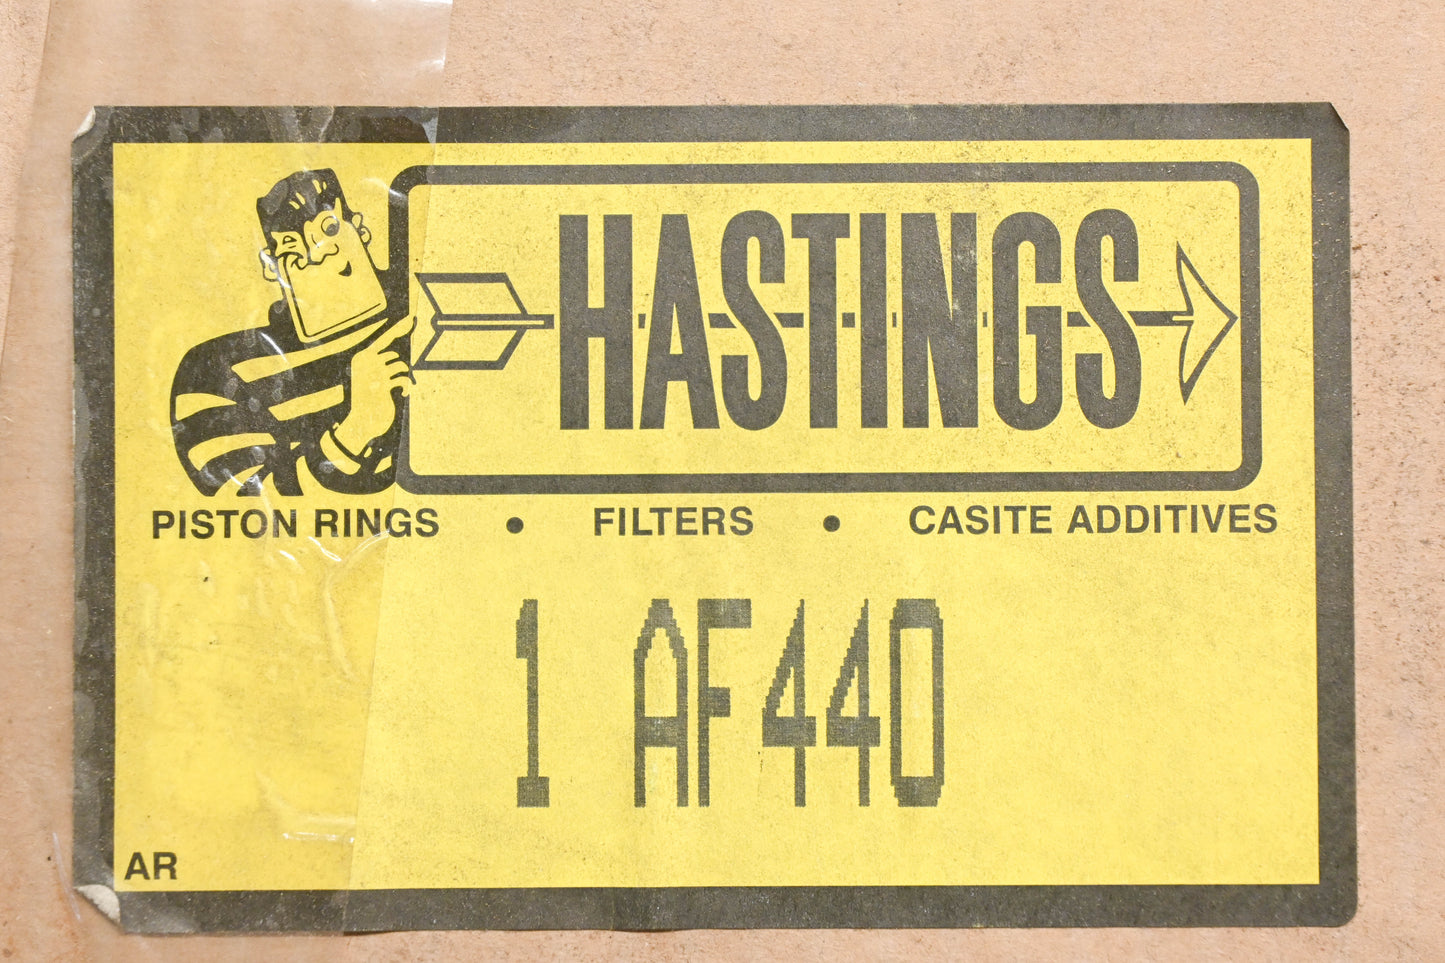 HASTINGS
PISTON RINGS • FILTERS • CASITE ADDITIVES
1 AF440
AR